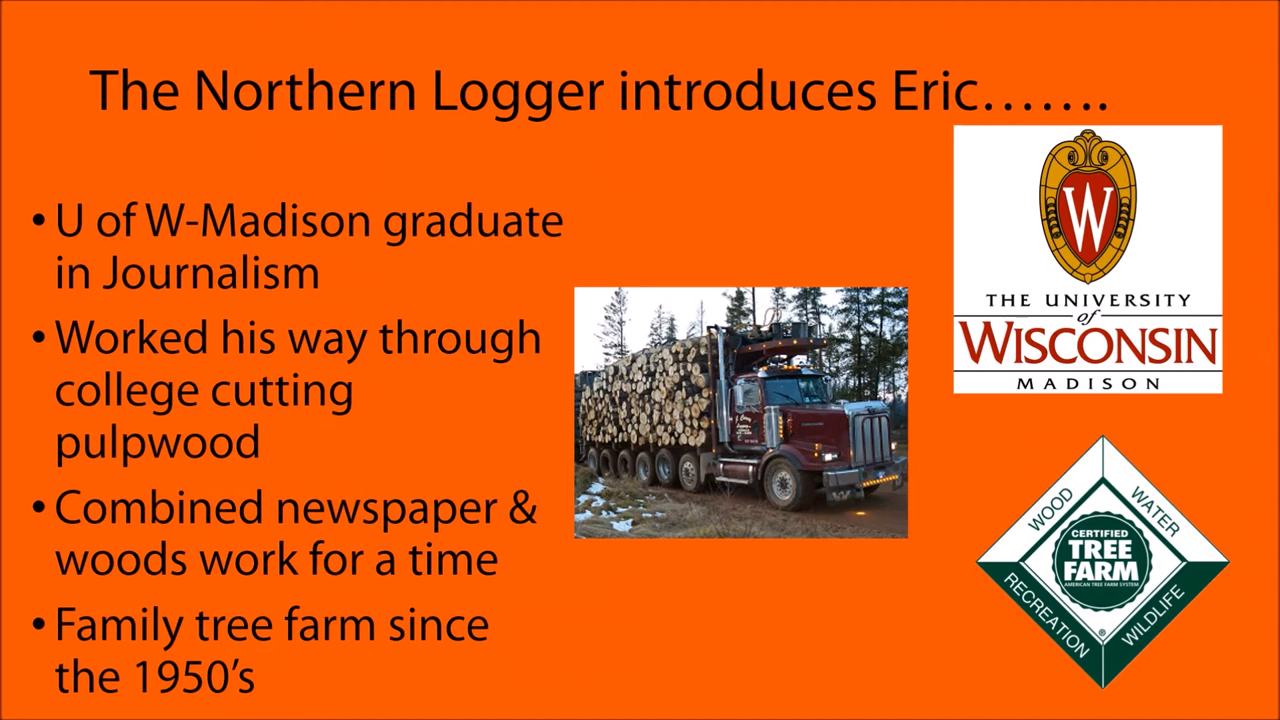 The Northern Logger introduces Eric…….
• U of W-Madison graduate
in Journalism
• Worked his way through
college cutting
pulpwood
• Combined newspaper &
woods work for a time
• Family tree farm since
the 1950’s
W
THE UNIVERSITY
of
WISCONSIN
MADISON
WOOD
WATER
CERTIFIED
TREE
FARM
AMERICAN TREE FARM SYSTEM
RECREATION
WILDLIFE
®